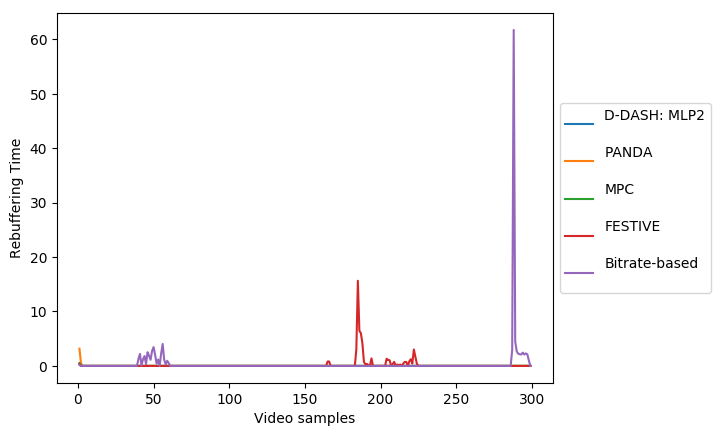 60
50
40
30
20
10
0
Rebuffering Time
0 50 100 150 200 250 300
Video samples
D-DASH: MLP2
PANDA
MPC
FESTIVE
Bitrate-based